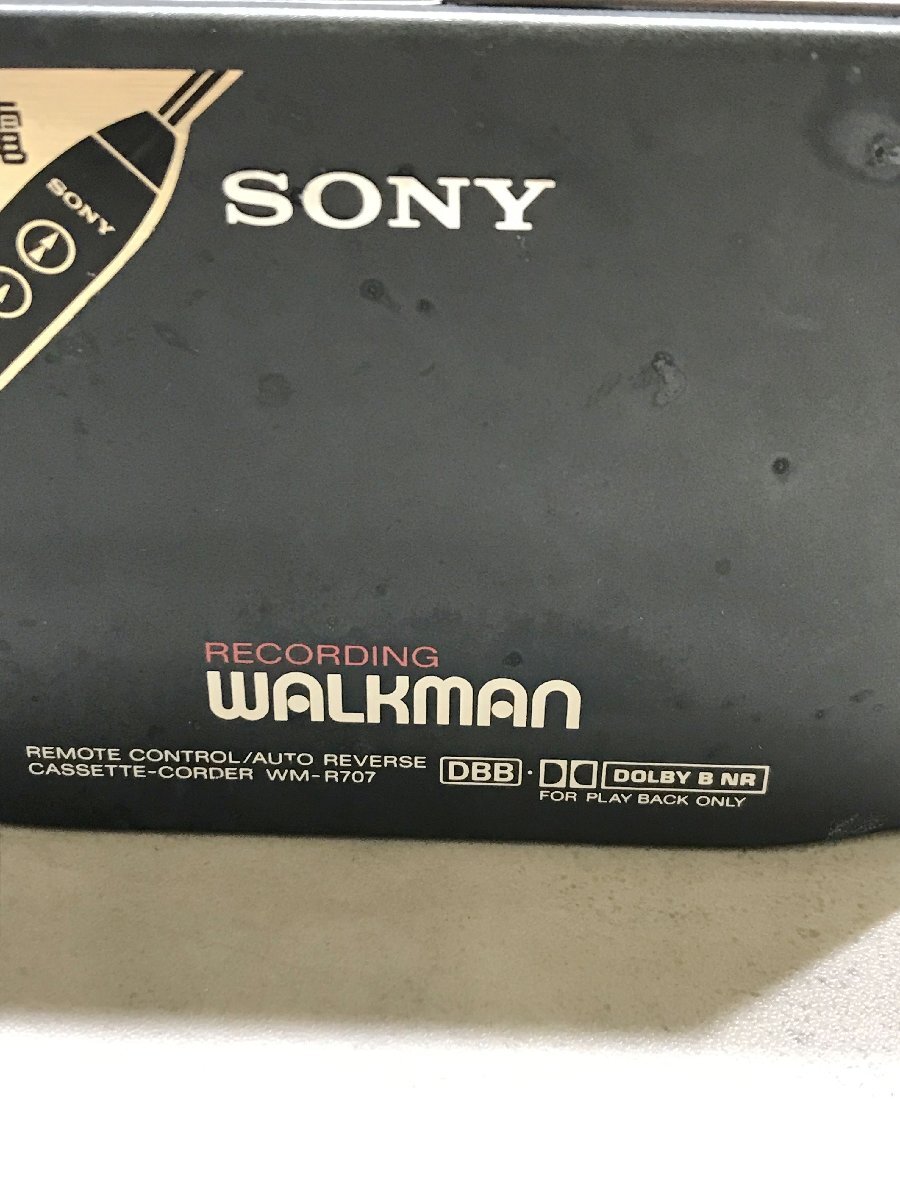 SONY
SONY
RECORDING
WALKMAN
REMOTE CONTROL/AUTO REVERSE
CASSETTE-CORDER WM-R707
DBB · DOLBY B NR
FOR PLAY BACK ONLY